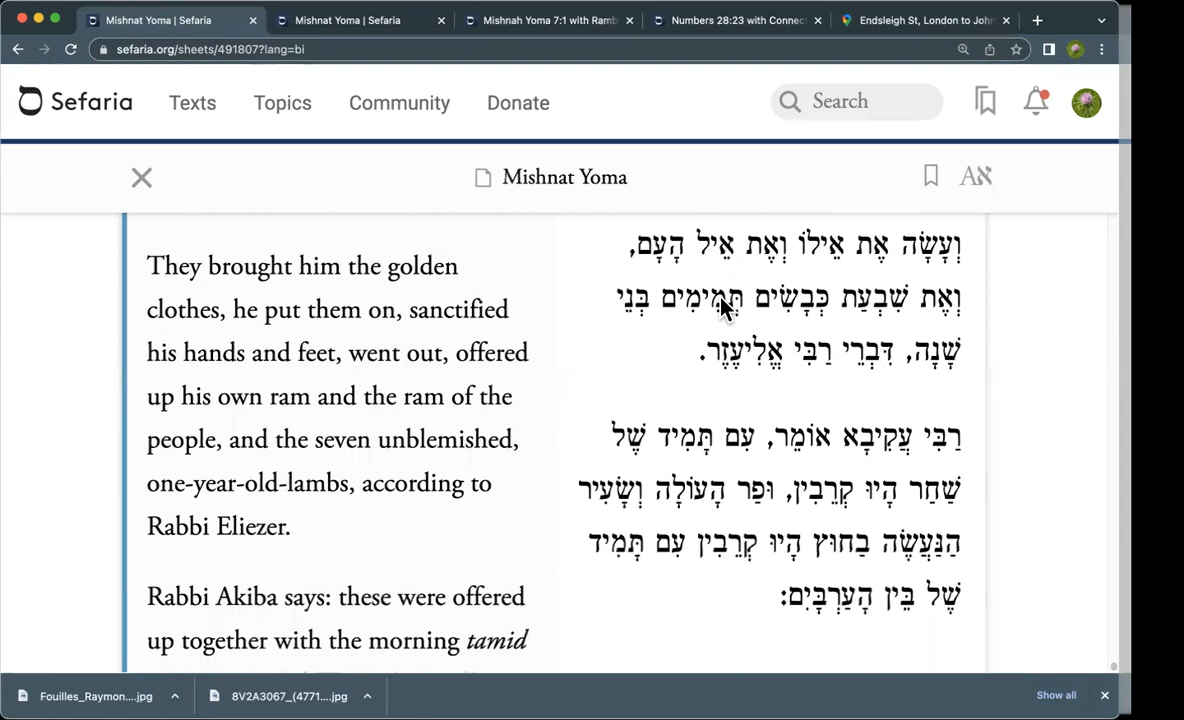 Mishnat Yoma | Sefaria
Mishnat Yoma | Sefaria
Mishnah Yoma 7:1 with Ramb
Numbers 28:23 with Connec
Endsleigh St, London to John
sefaria.org/sheets/491807?lang=bi
Sefaria Texts Topics Community Donate Search
Mishnat Yoma
They brought him the golden
clothes, he put them on, sanctified
his hands and feet, went out, offered
up his own ram and the ram of the
people, and the seven unblemished,
one-year-old-lambs, according to
Rabbi Eliezer.
Rabbi Akiba says: these were offered
up together with the morning tamid
וְעָשָׂה אֶת אֵילוֹ וְאֶת אֵיל הָעָם,
וְאֶת שִׁבְעַת כְּבָשִׂים תְּמִימִים בְּנֵי
שָׁנָה, דִּבְרֵי רַבִּי אֱלִיעֶזֶר.
רַבִּי עֲקִיבָא אוֹמֵר, עִם תָּמִיד שֶׁל
שַׁחַר הָיוּ קְרֵבִין, וּפַר הָעוֹלָה וְשָׂעִיר
הַנַּעֲשֶׂה בַחוּץ הָיוּ קְרֵבִין עִם תָּמִיד
שֶׁל בֵּין הָעַרְבָּיִם:
Fouilles_Raymon....jpg
8V2A3067_(4771....jpg
Show all